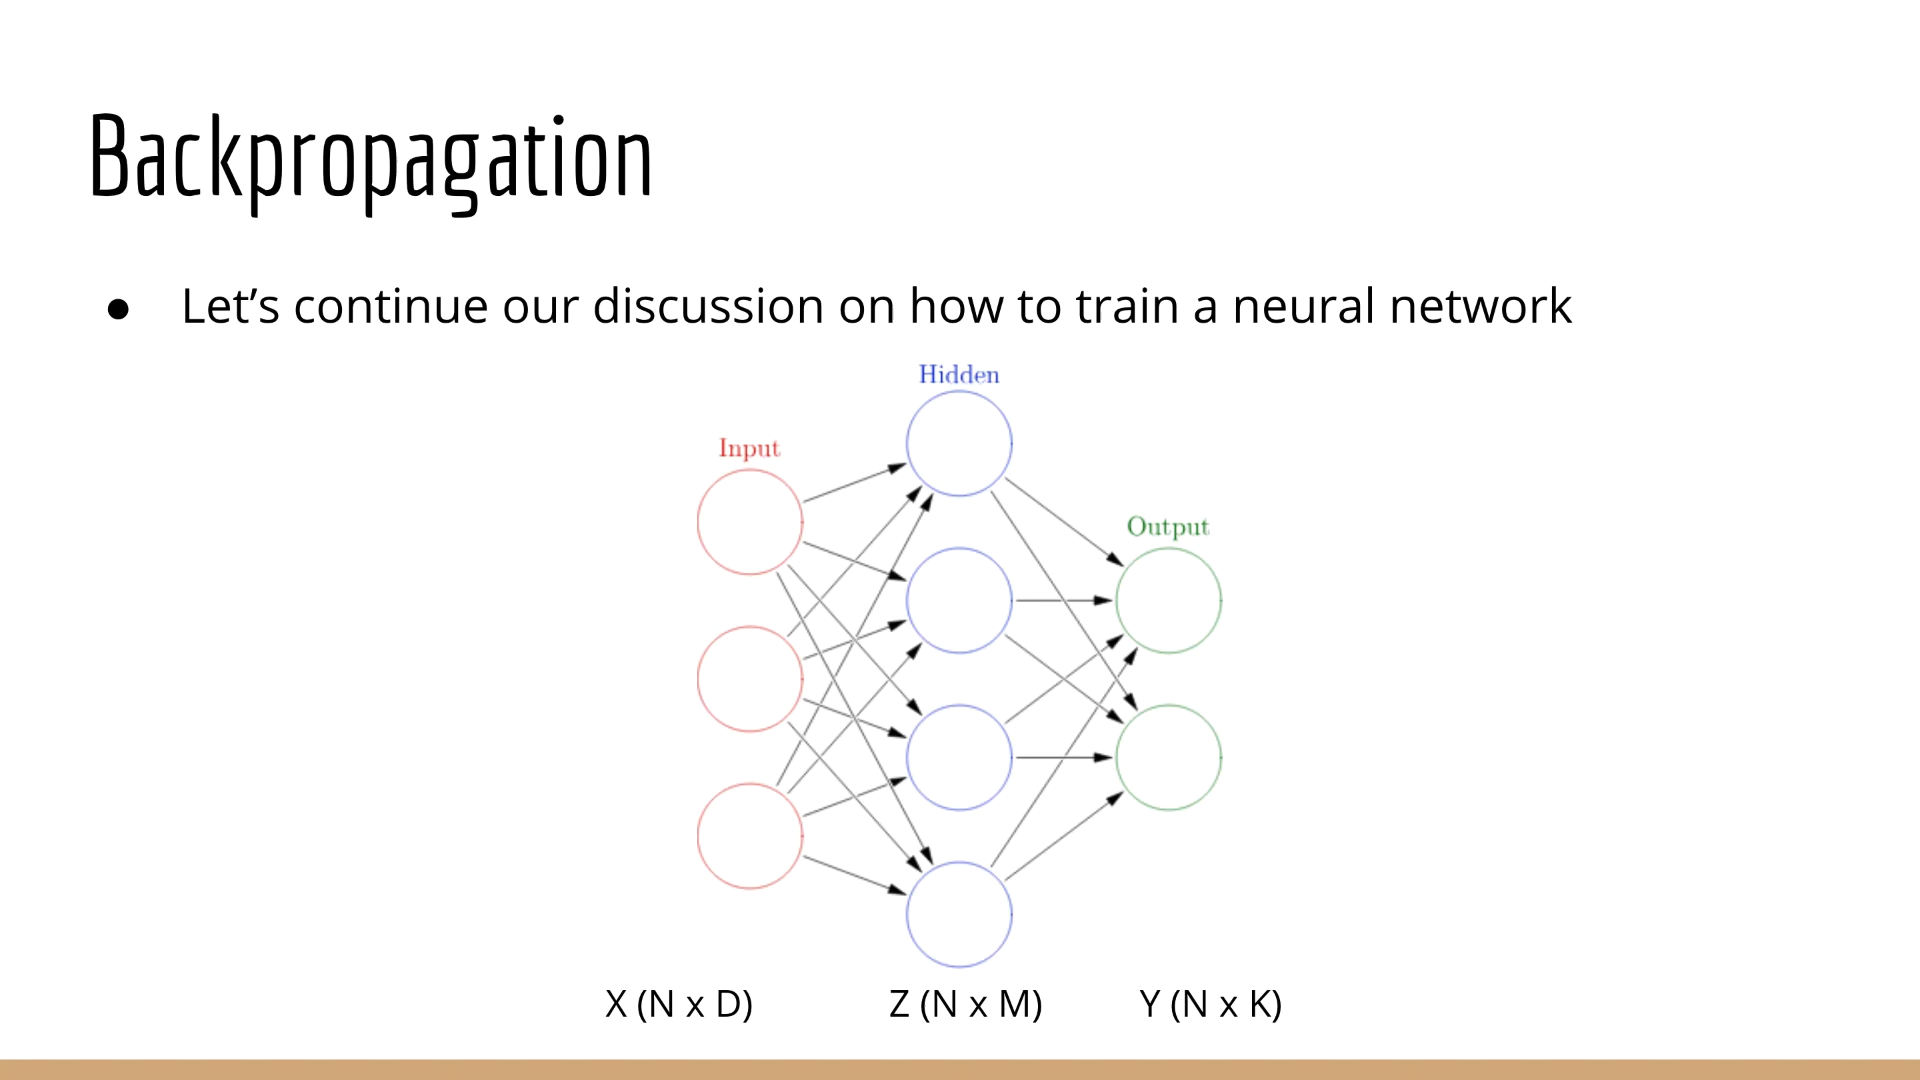 Backpropagation
● Let’s continue our discussion on how to train a neural network
Hidden
Input
Output
X (N x D)
Z (N x M)
Y (N x K)